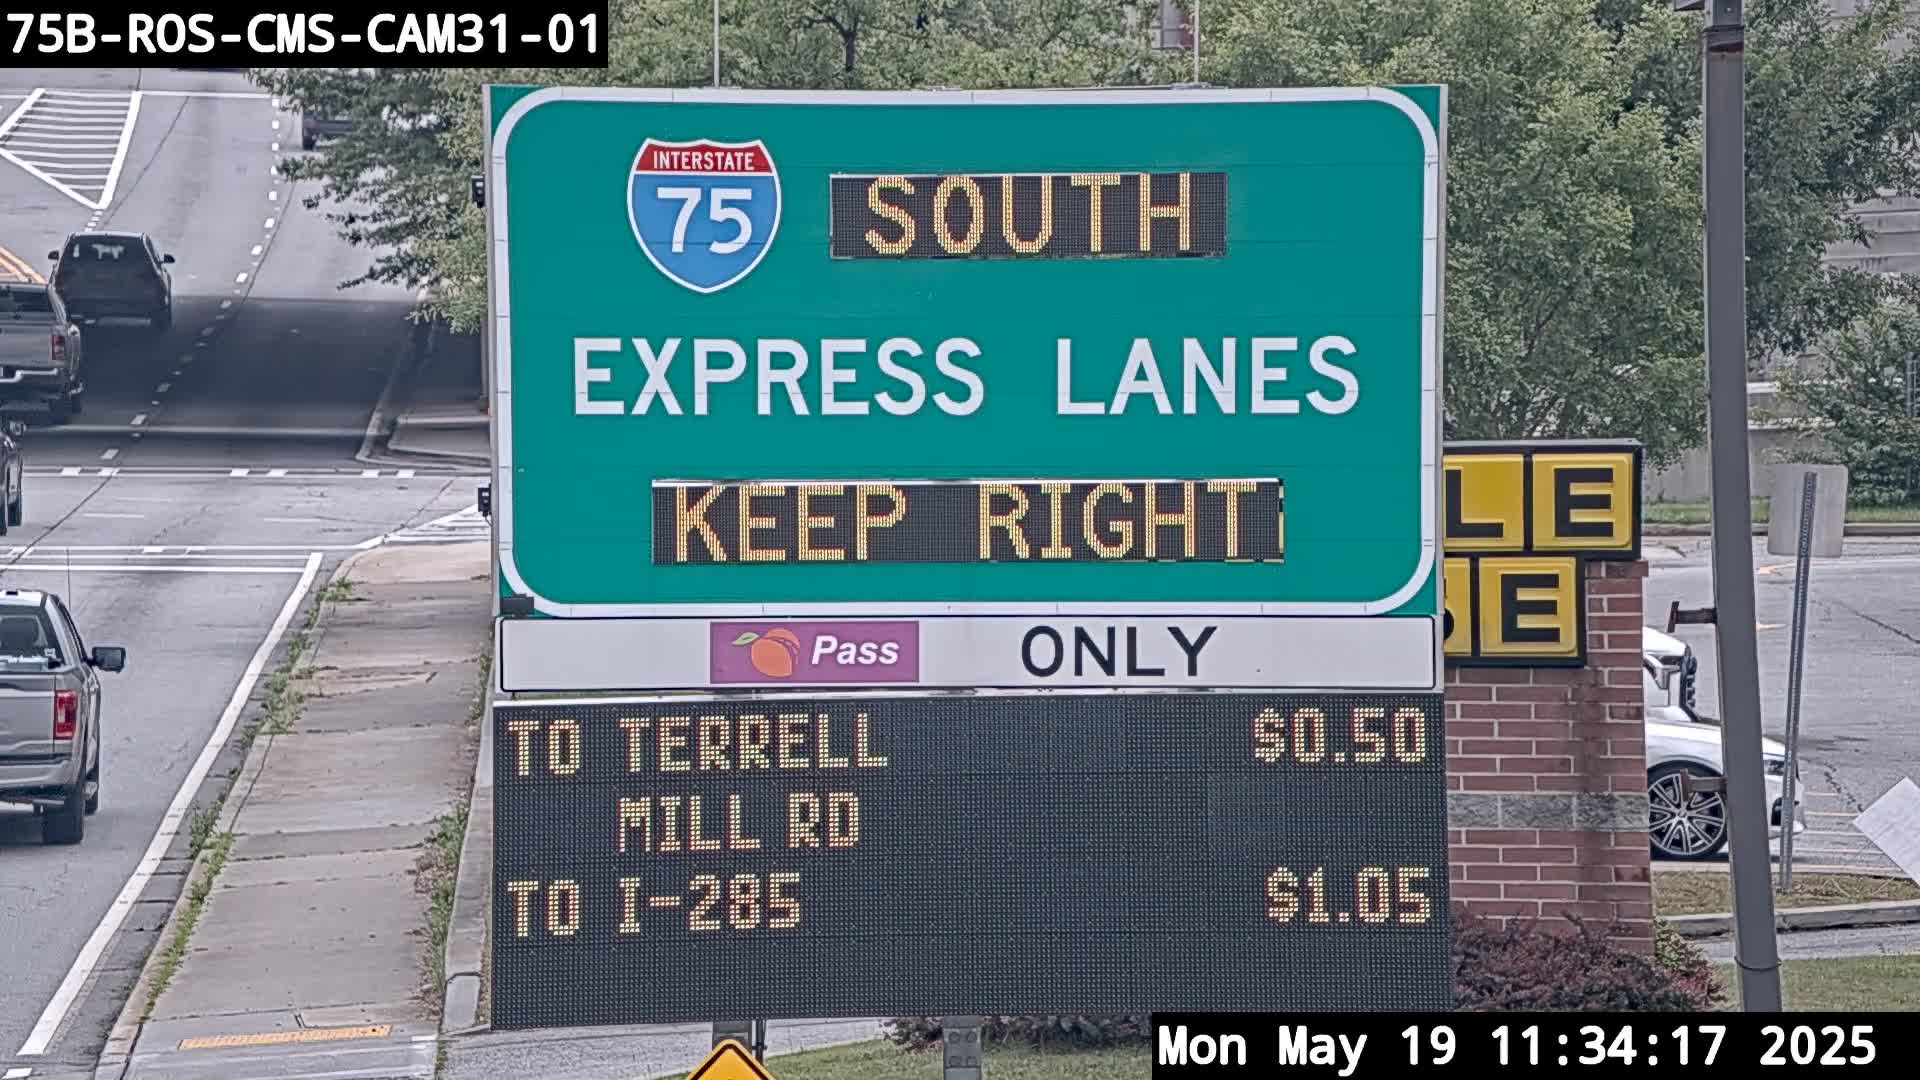 75B-ROS-CMS-CAM31-01
INTERSTATE
75
SOUTH
EXPRESS LANES
KEEP RIGHT
Pass ONLY
LE
E
TO TERRELL $0.50
MILL RD
TO I-285 $1.05
Mon May 19 11:34:17 2025